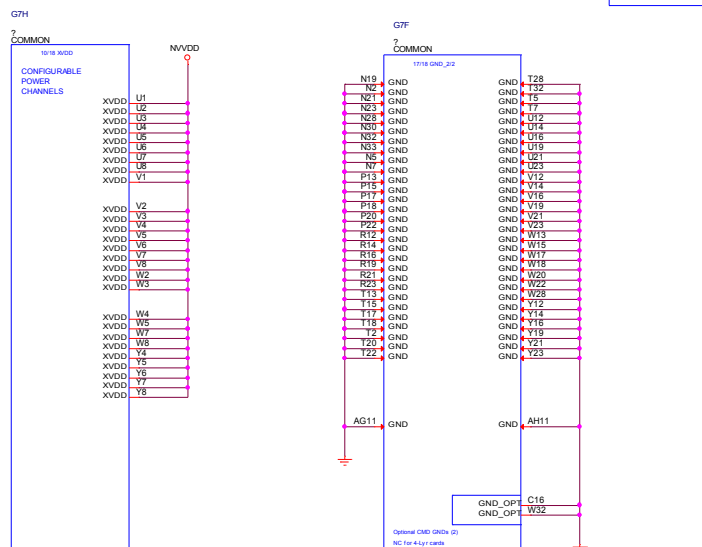 G7H
?
COMMON
10/18 XVDD
NVVDD
CONFIGURABLE
POWER
CHANNELS
XVDD U1
XVDD U2
XVDD U3
XVDD U4
XVDD U5
XVDD U6
XVDD U7
XVDD U8
XVDD V1
XVDD V2
XVDD V3
XVDD V4
XVDD V5
XVDD V6
XVDD V7
XVDD V8
XVDD W2
XVDD W3
XVDD W4
XVDD W5
XVDD W7
XVDD W8
XVDD Y4
XVDD Y5
XVDD Y6
XVDD Y7
XVDD Y8
G7F
?
COMMON
17/18 GND_2/2
N19 GND GND T28
N2 GND GND T32
N21 GND GND T5
N23 GND GND T7
N28 GND GND U12
N30 GND GND U14
N32 GND GND U16
N33 GND GND U19
N5 GND GND U21
N7 GND GND U23
P13 GND GND V12
P15 GND GND V14
P17 GND GND V16
P18 GND GND V19
P20 GND GND V21
P22 GND GND V23
R12 GND GND W13
R14 GND GND W15
R16 GND GND W17
R19 GND GND W18
R21 GND GND W20
R23 GND GND W22
T13 GND GND W28
T15 GND GND Y12
T17 GND GND Y14
T18 GND GND Y16
T2 GND GND Y19
T20 GND GND Y21
T22 GND GND Y23
AG11 GND GND AH11
GND_OPT C16
GND_OPT W32
Optional CMD GNDs (2)
NC for 4-Lyr cards